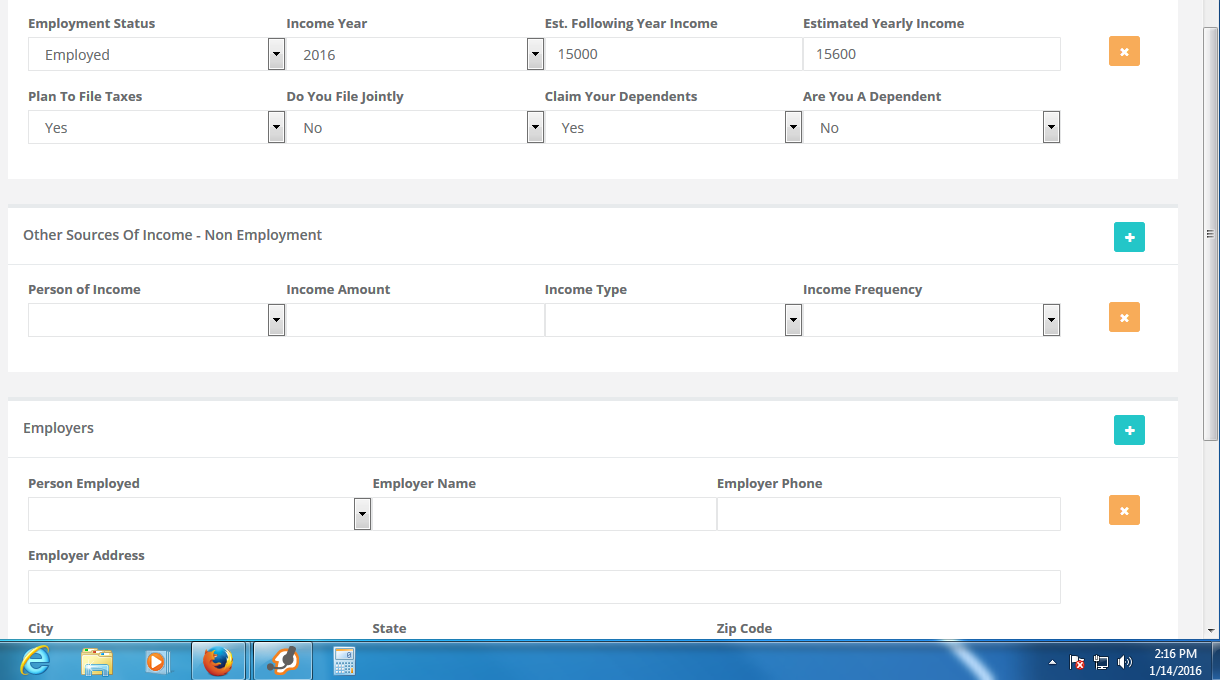 Employment Status Income Year Est. Following Year Income Estimated Yearly Income
Employed 2016 15000 15600
Plan To File Taxes Do You File Jointly Claim Your Dependents Are You A Dependent
Yes No Yes No
Other Sources Of Income - Non Employment
Person of Income Income Amount Income Type Income Frequency
Employers
Person Employed Employer Name Employer Phone
Employer Address
City State Zip Code
2:16 PM
1/14/2016